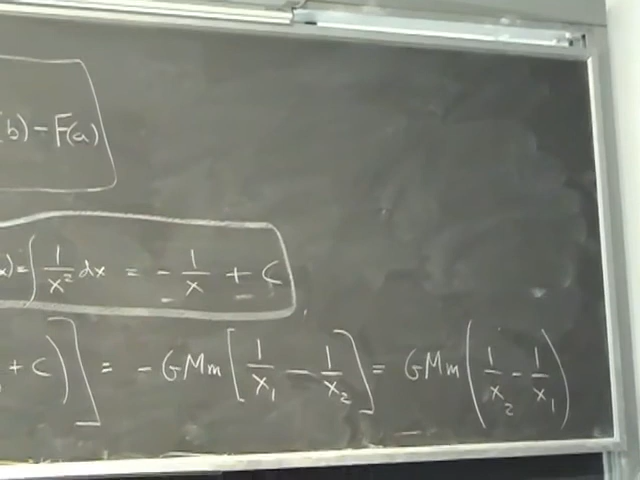 (b) - F(a)
x) = ∫ 1/x² dx = - 1/x + C
+ C)] = - GMm [1/x₁ - 1/x₂] = GMm (1/x₂ - 1/x₁)